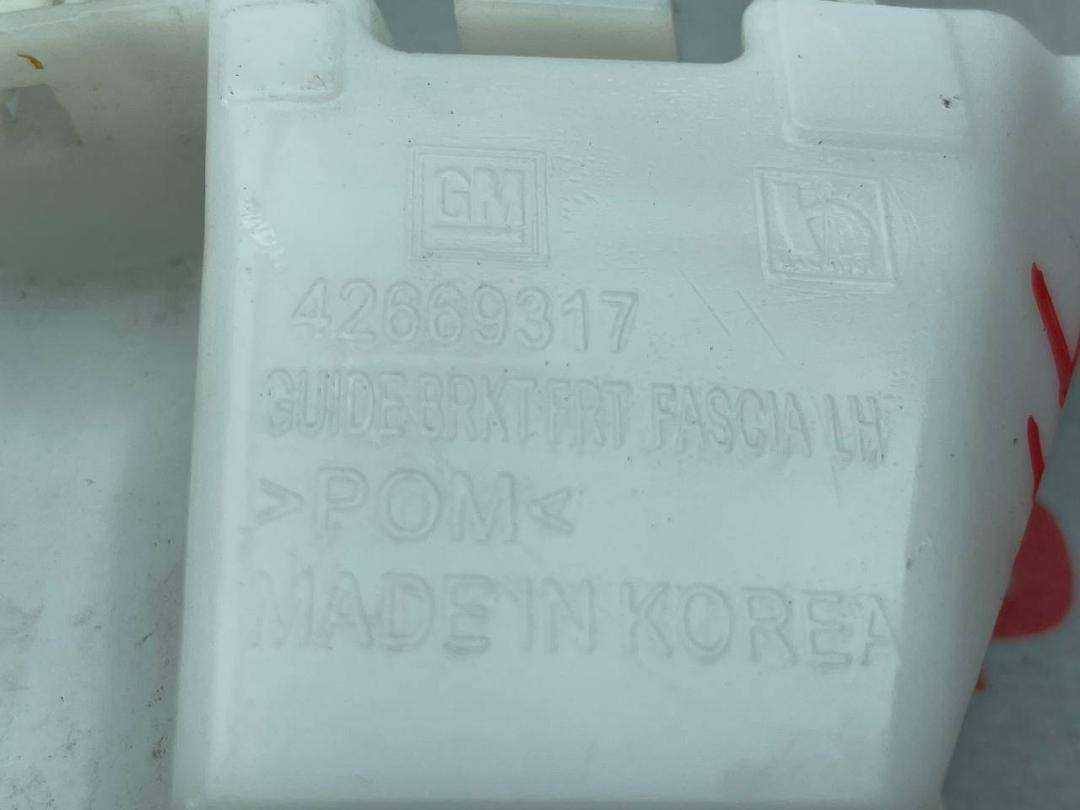 GM
42669317
GUIDE BRKT FRT FASCIA LH
>POM<
MADE IN KOREA